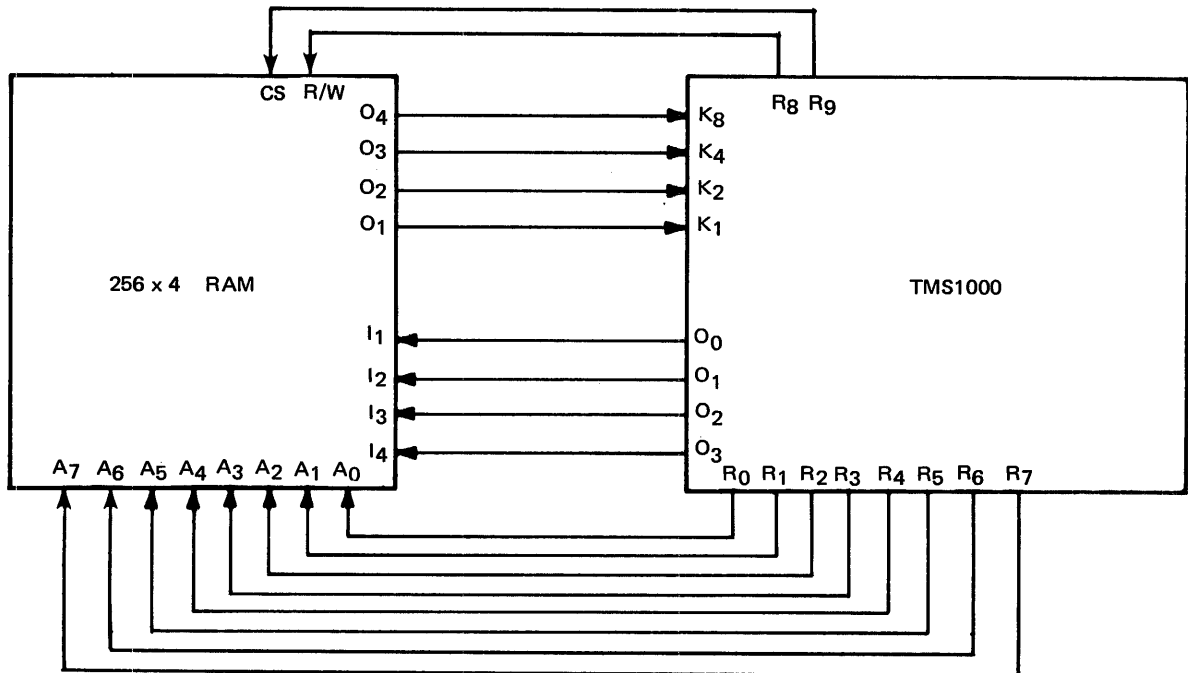 CS R/W
R8 R9
O4
K8
O3
K4
O2
K2
O1
K1
256 x 4 RAM
TMS1000
I1
O0
I2
O1
I3
O2
I4
O3
A7 A6 A5 A4 A3 A2 A1 A0
R0 R1 R2 R3 R4 R5 R6 R7